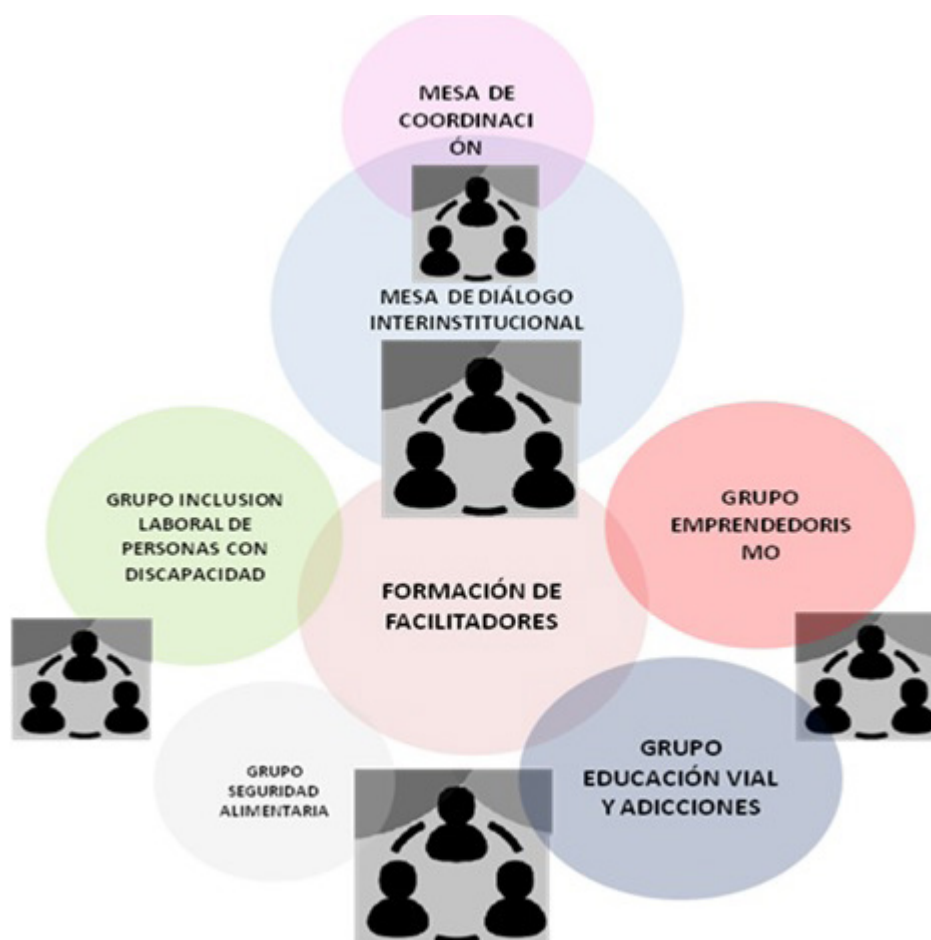 MESA DE
COORDINACI
ÓN
MESA DE DIÁLOGO
INTERINSTITUCIONAL
GRUPO INCLUSION
LABORAL DE
PERSONAS CON
DISCAPACIDAD
GRUPO
EMPRENDEDORIS
MO
FORMACIÓN DE
FACILITADORES
GRUPO
SEGURIDAD
ALIMENTARIA
GRUPO
EDUCACIÓN VIAL
Y ADICCIONES